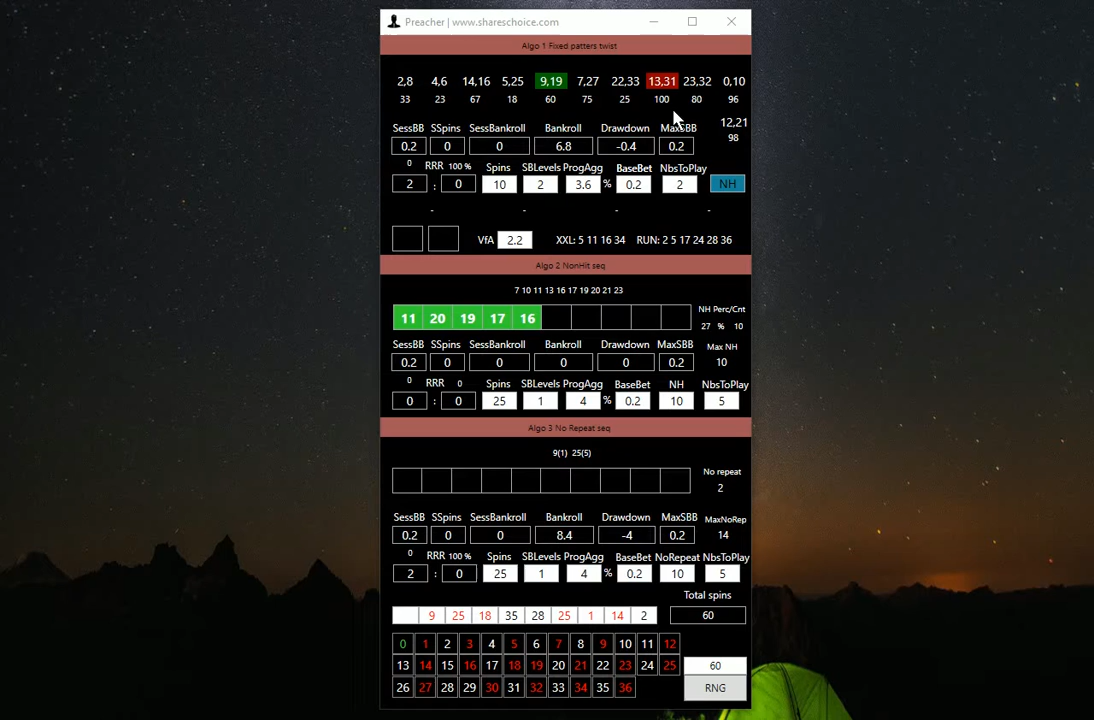 Preacher | www.shareschoice.com
Algo 1 Fixed patters twist
2,8 4,6 14,16 5,25 9,19 7,27 22,33 13,31 23,32 0,10
33 23 67 18 60 75 25 100 80 96
12,21
98
SessBB SSpins SessBankroll Bankroll Drawdown MaxSBB
0.2 0 0 6.8 -0.4 0.2
0 RRR 100 % Spins SBLevels ProgAgg BaseBet NbsToPlay
2 : 0 10 2 3.6 % 0.2 2 NH
- - - -
VfA 2.2 XXL: 5 11 16 34 RUN: 2 5 17 24 28 36
Algo 2 NonHit seq
7 10 11 13 16 17 19 20 21 23
NH Perc/Cnt
11 20 19 17 16
27 % 10
SessBB SSpins SessBankroll Bankroll Drawdown MaxSBB Max NH
0.2 0 0 0 0 0.2 10
0 RRR 0 Spins SBLevels ProgAgg BaseBet NH NbsToPlay
0 : 0 25 1 4 % 0.2 10 5
Algo 3 No Repeat seq
9(1) 25(5)
No repeat
2
SessBB SSpins SessBankroll Bankroll Drawdown MaxSBB MaxNoRep
0.2 0 0 8.4 -4 0.2 14
0 RRR 100 % Spins SBLevels ProgAgg BaseBet NoRepeat NbsToPlay
2 : 0 25 1 4 % 0.2 10 5
Total spins
9 25 18 35 28 25 1 14 2 60
0 1 2 3 4 5 6 7 8 9 10 11 12
13 14 15 16 17 18 19 20 21 22 23 24 25 60
26 27 28 29 30 31 32 33 34 35 36 RNG